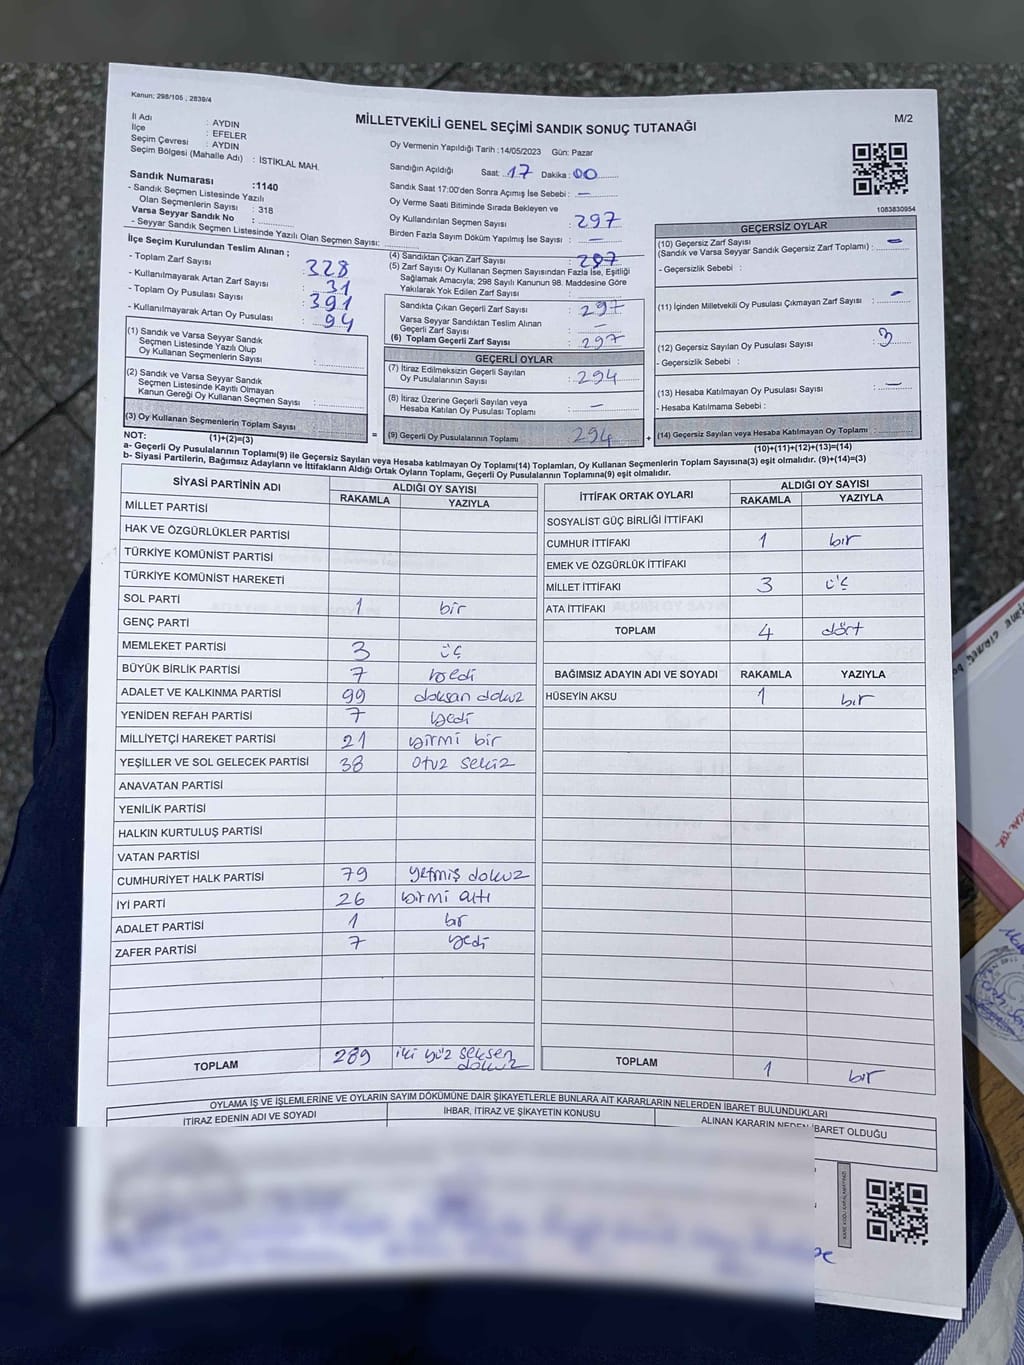 Kanun; 298/105 , 2839/4
M/2
MİLLETVEKİLİ GENEL SEÇİMİ SANDIK SONUÇ TUTANAĞI
İl Adı : AYDIN
İlçe : EFELER
Seçim Çevresi : AYDIN
Seçim Bölgesi (Mahalle Adı) : İSTİKLAL MAH.
Sandık Numarası :1140
- Sandık Seçmen Listesinde Yazılı
Olan Seçmenlerin Sayısı : 318
Varsa Seyyar Sandık No :
- Seyyar Sandık Seçmen Listesinde Yazılı Olan Seçmen Sayısı:
Oy Vermenin Yapıldığı Tarih :14/05/2023 Gün: Pazar
Sandığın Açıldığı Saat: 17 Dakika: 00
Sandık Saat 17:00'den Sonra Açımış İse Sebebi : —
Oy Verme Saati Bitiminde Sırada Bekleyen ve
Oy Kullandırılan Seçmen Sayısı : 297
Birden Fazla Sayım Döküm Yapılmış İse Sayısı : —
1083830954
İlçe Seçim Kurulundan Teslim Alınan ;
- Toplam Zarf Sayısı : 328
- Kullanılmayarak Artan Zarf Sayısı : 31
- Toplam Oy Pusulası Sayısı : 391
- Kullanılmayarak Artan Oy Pusulası : 94
(1) Sandık ve Varsa Seyyar Sandık
Seçmen Listesinde Yazılı Olup
Oy Kullanan Seçmenlerin Sayısı :
(2) Sandık ve Varsa Seyyar Sandık
Seçmen Listesinde Kayıtlı Olmayan
Kanun Gereği Oy Kullanan Seçmen Sayısı :
(3) Oy Kullanan Seçmenlerin Toplam Sayısı
(1)+(2)=(3)
(4) Sandıktan Çıkan Zarf Sayısı : 297
(5) Zarf Sayısı Oy Kullanan Seçmen Sayısından Fazla İse, Eşitliği
Sağlamak Amacıyla; 298 Sayılı Kanunun 98. Maddesine Göre
Yakılarak Yok Edilen Zarf Sayısı :
Sandıkta Çıkan Geçerli Zarf Sayısı : 297
Varsa Seyyar Sandıktan Teslim Alınan
Geçerli Zarf Sayısı : —
(6) Toplam Geçerli Zarf Sayısı : 297
GEÇERLİ OYLAR
(7) İtiraz Edilmeksizin Geçerli Sayılan
Oy Pusulalarının Sayısı : 294
(8) İtiraz Üzerine Geçerli Sayılan veya
Hesaba Katılan Oy Pusulası Toplamı : —
= (9) Geçerli Oy Pusulalarının Toplamı 294
GEÇERSİZ OYLAR
(10) Geçersiz Zarf Sayısı
(Sandık ve Varsa Seyyar Sandık Geçersiz Zarf Toplamı) : —
- Geçersizlik Sebebi :
(11) İçinden Milletvekili Oy Pusulası Çıkmayan Zarf Sayısı : —
(12) Geçersiz Sayılan Oy Pusulası Sayısı : 3
- Geçersizlik Sebebi :
(13) Hesaba Katılmayan Oy Pusulası Sayısı : —
- Hesaba Katılmama Sebebi :
+ (14) Geçersiz Sayılan veya Hesaba Katılmayan Oy Toplamı :
(10)+(11)+(12)+(13)=(14)
NOT:
a- Geçerli Oy Pusulalarının Toplamı(9) ile Geçersiz Sayılan veya Hesaba katılmayan Oy Toplamı(14) Toplamları, Oy Kullanan Seçmenlerin Toplam Sayısına(3) eşit olmalıdır. (9)+(14)=(3)
b- Siyasi Partilerin, Bağımsız Adayların ve İttifakların Aldığı Ortak Oyların Toplamı, Geçerli Oy Pusulalarının Toplamına(9) eşit olmalıdır.
SİYASİ PARTİNİN ADI ALDIĞI OY SAYISI
RAKAMLA YAZIYLA
MİLLET PARTİSİ
HAK VE ÖZGÜRLÜKLER PARTİSİ
TÜRKİYE KOMÜNİST PARTİSİ
TÜRKİYE KOMÜNİST HAREKETİ
SOL PARTİ 1 bir
GENÇ PARTİ
MEMLEKET PARTİSİ 3 üç
BÜYÜK BİRLİK PARTİSİ 7 yedi
ADALET VE KALKINMA PARTİSİ 99 doksan dokuz
YENİDEN REFAH PARTİSİ 7 yedi
MİLLİYETÇİ HAREKET PARTİSİ 21 yirmi bir
YEŞİLLER VE SOL GELECEK PARTİSİ 38 otuz sekiz
ANAVATAN PARTİSİ
YENİLİK PARTİSİ
HALKIN KURTULUŞ PARTİSİ
VATAN PARTİSİ
CUMHURİYET HALK PARTİSİ 79 yetmiş dokuz
İYİ PARTİ 26 yirmi altı
ADALET PARTİSİ 1 bir
ZAFER PARTİSİ 7 yedi
TOPLAM 289 iki yüz seksen
dokuz
İTTİFAK ORTAK OYLARI ALDIĞI OY SAYISI
RAKAMLA YAZIYLA
SOSYALİST GÜÇ BİRLİĞİ İTTİFAKI
CUMHUR İTTİFAKI 1 bir
EMEK VE ÖZGÜRLÜK İTTİFAKI
MİLLET İTTİFAKI 3 üç
ATA İTTİFAKI
TOPLAM 4 dört
BAĞIMSIZ ADAYIN ADI VE SOYADI RAKAMLA YAZIYLA
HÜSEYİN AKSU 1 bir
TOPLAM 1 bir
OYLAMA İŞ VE İŞLEMLERİNE VE OYLARIN SAYIM DÖKÜMÜNE DAİR ŞİKAYETLERLE BUNLARA AİT KARARLARIN NELERDEN İBARET BULUNDUKLARI
İTİRAZ EDENİN ADI VE SOYADI İHBAR, İTİRAZ VE ŞİKAYETİN KONUSU ALINAN KARARIN NEDEN İBARET OLDUĞU